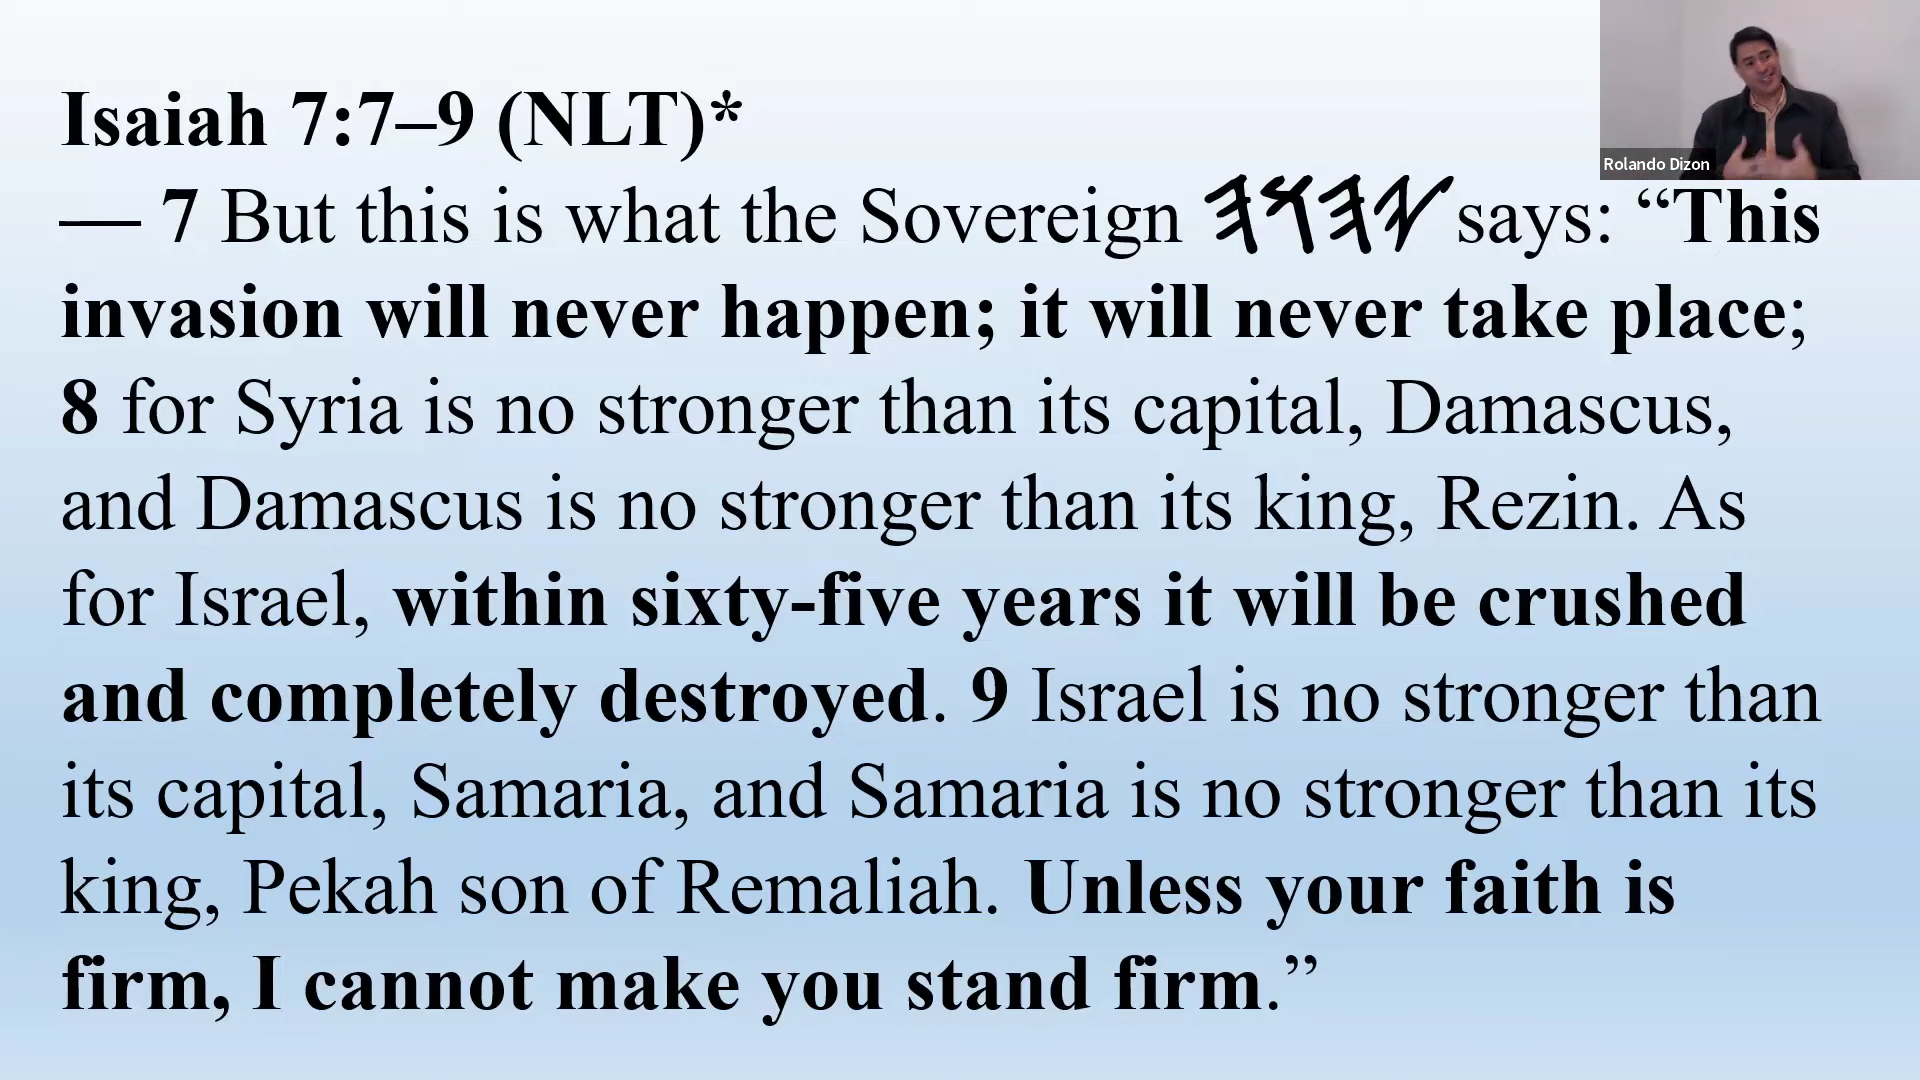 Isaiah 7:7–9 (NLT)*
— 7 But this is what the Sovereign 𐤉𐤄𐤅𐤄 says: “This
invasion will never happen; it will never take place;
8 for Syria is no stronger than its capital, Damascus,
and Damascus is no stronger than its king, Rezin. As
for Israel, within sixty-five years it will be crushed
and completely destroyed. 9 Israel is no stronger than
its capital, Samaria, and Samaria is no stronger than its
king, Pekah son of Remaliah. Unless your faith is
firm, I cannot make you stand firm.”
Rolando Dizon